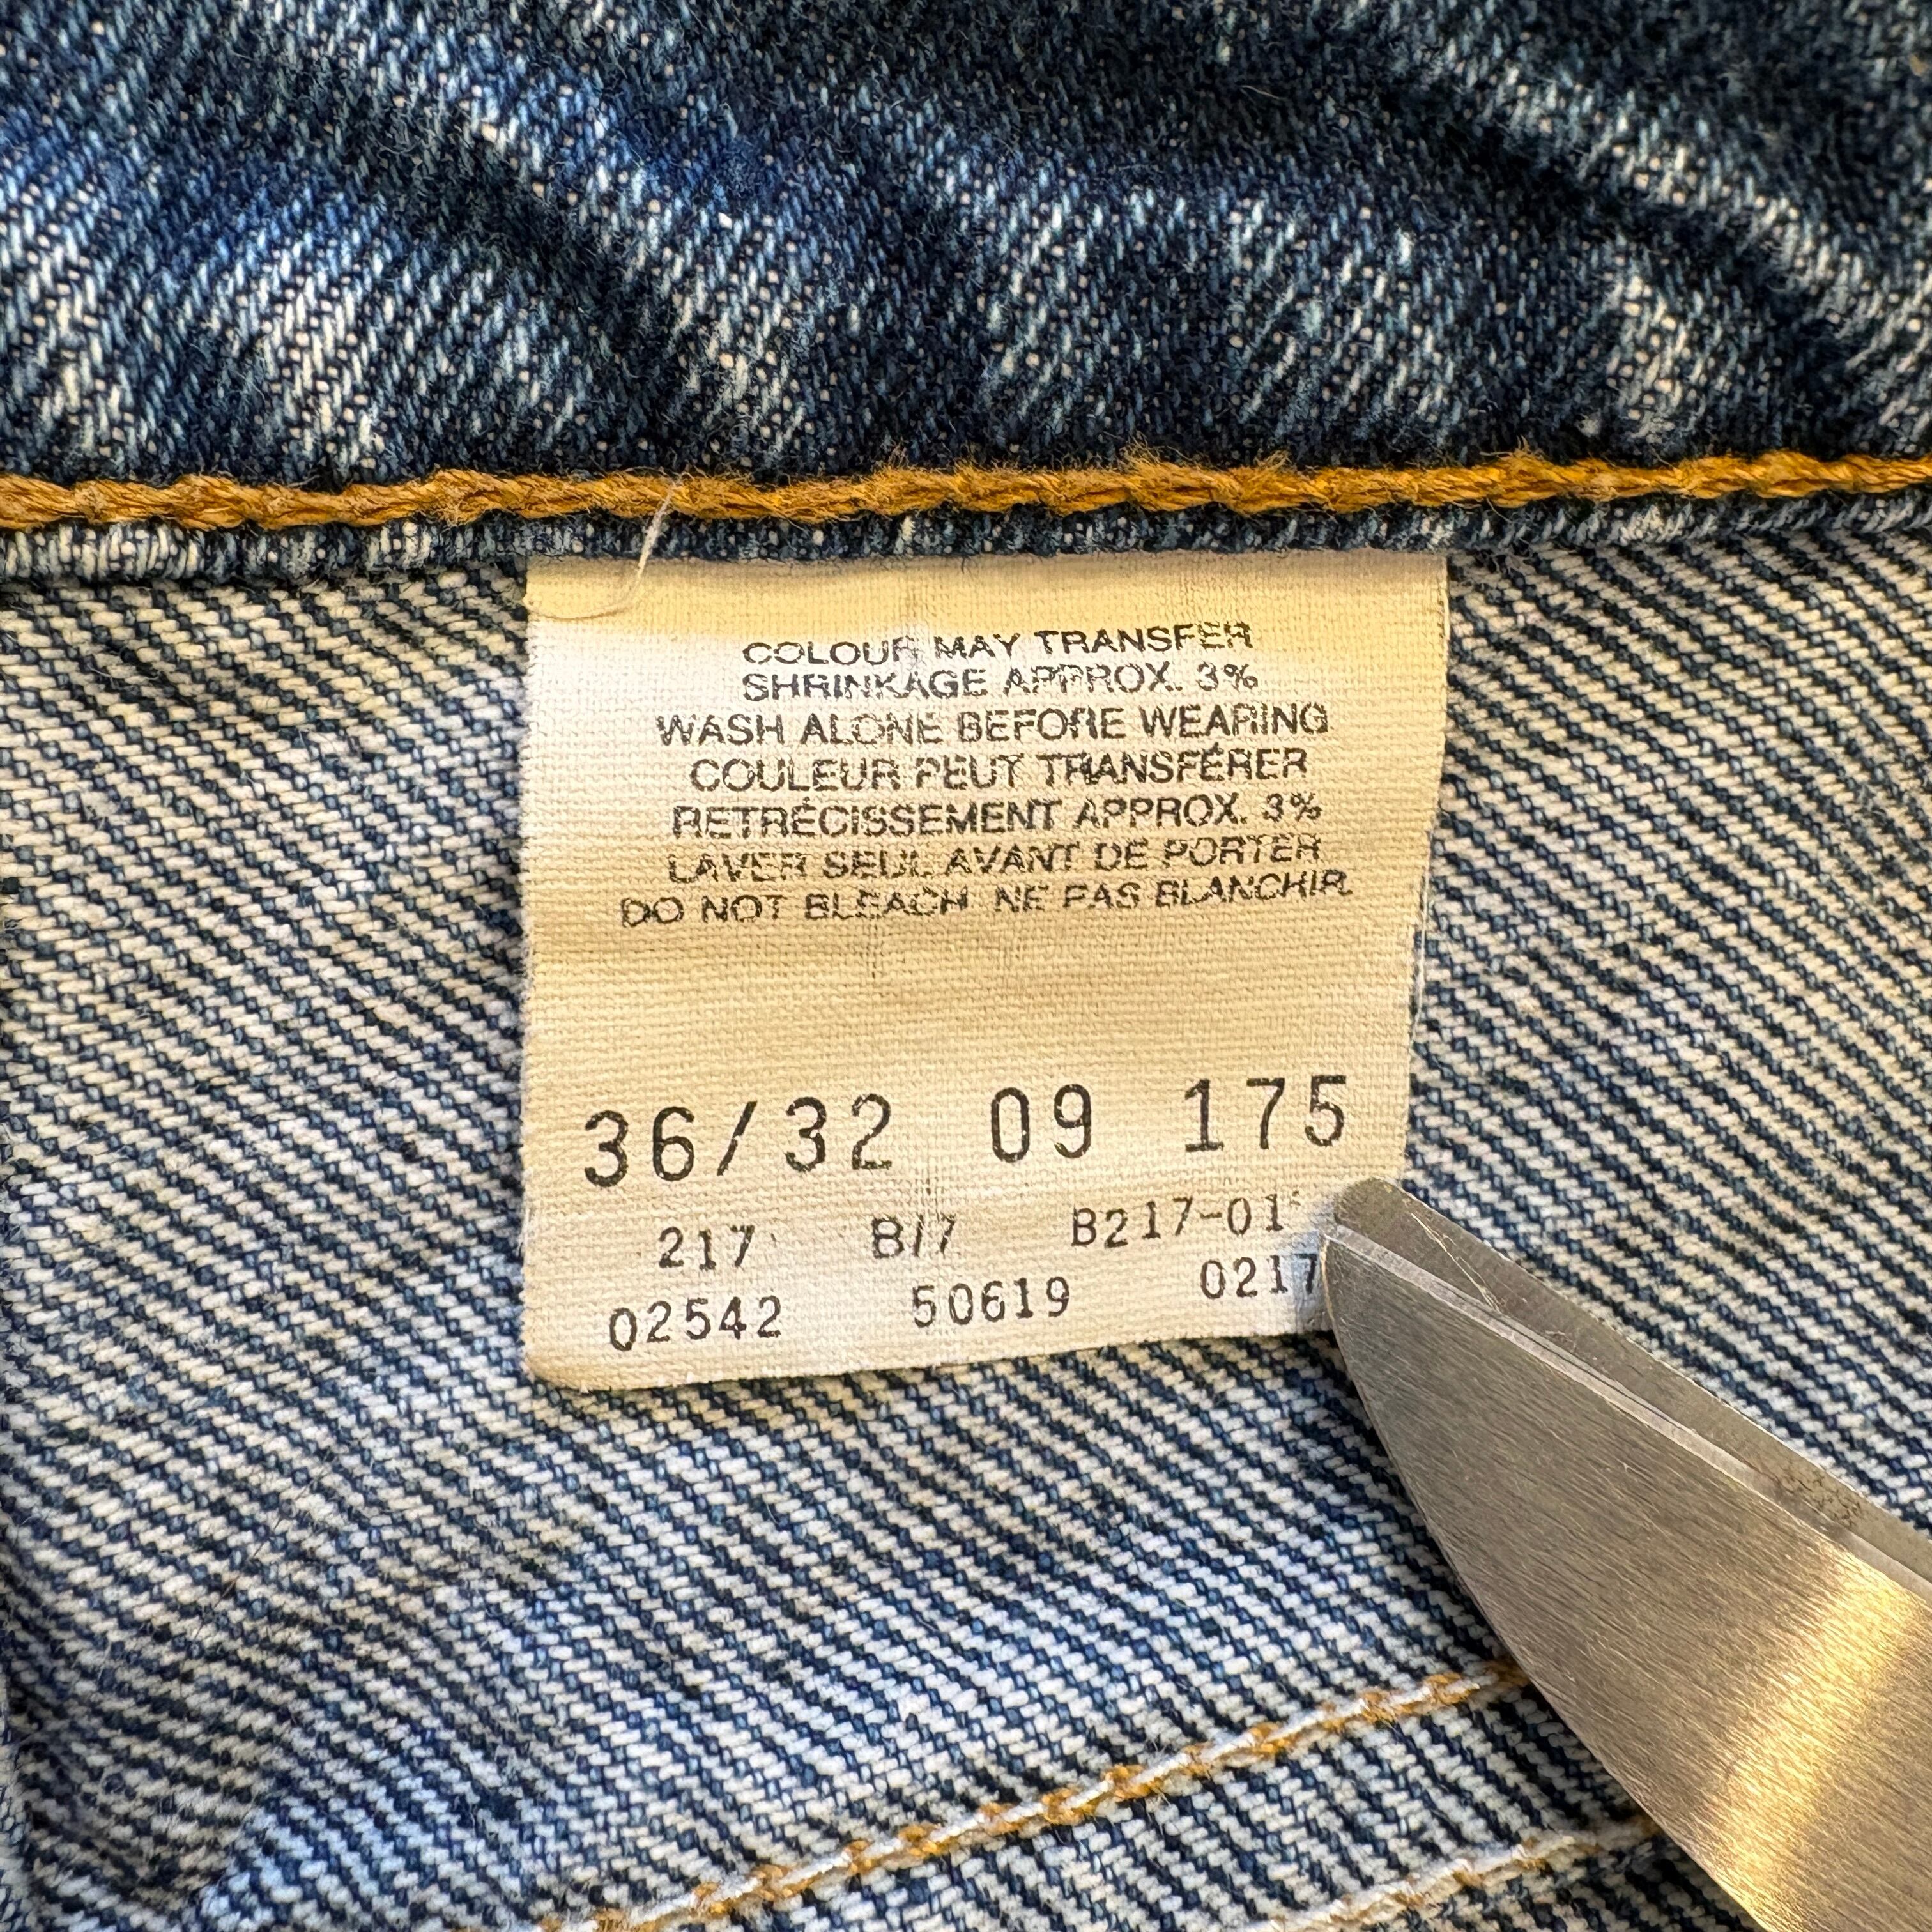 COLOUR MAY TRANSFER
SHRINKAGE APPROX. 3%
WASH ALONE BEFORE WEARING
COULEUR PEUT TRANSFÉRER
RETRÉCISSEMENT APPROX. 3%
LAVER SEUL AVANT DE PORTER
DO NOT BLEACH. NE PAS BLANCHIR.
36/32 09 175
217 B/7 B217-01
02542 50619 0217